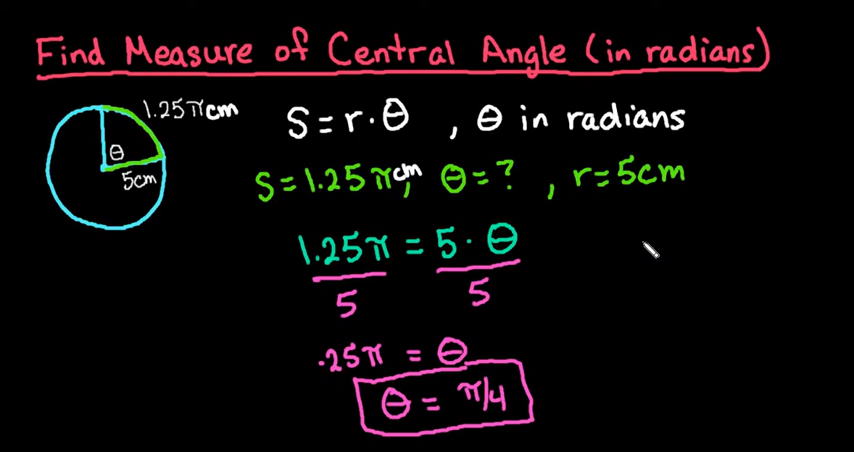 Find Measure of Central Angle (in radians)
1.25πcm
θ
5cm
S = r·θ , θ in radians
S = 1.25πcm, θ = ? , r = 5cm
1.25π = 5·θ
5 5
.25π = θ
θ = π/4